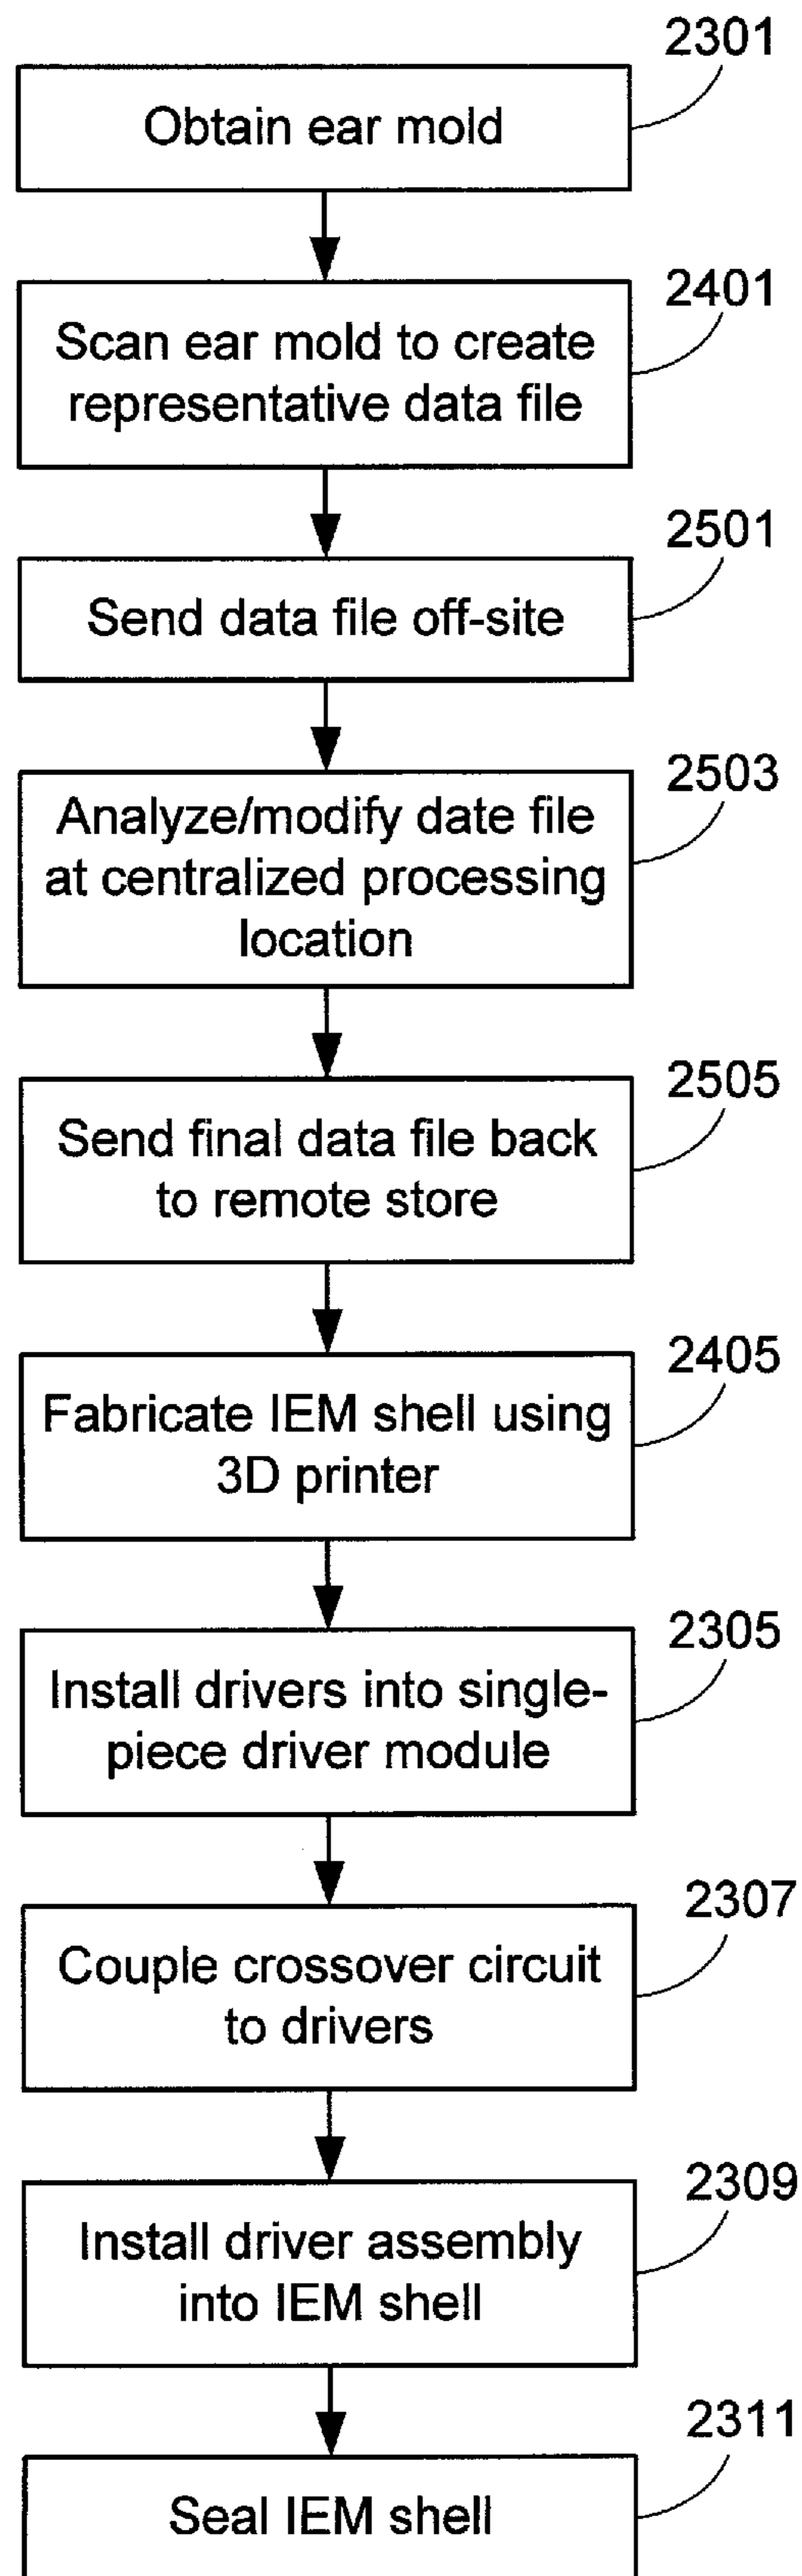 2301
Obtain ear mold
2401
Scan ear mold to create
representative data file
2501
Send data file off-site
2503
Analyze/modify date file
at centralized processing
location
2505
Send final data file back
to remote store
2405
Fabricate IEM shell using
3D printer
2305
Install drivers into single-
piece driver module
2307
Couple crossover circuit
to drivers
2309
Install driver assembly
into IEM shell
2311
Seal IEM shell